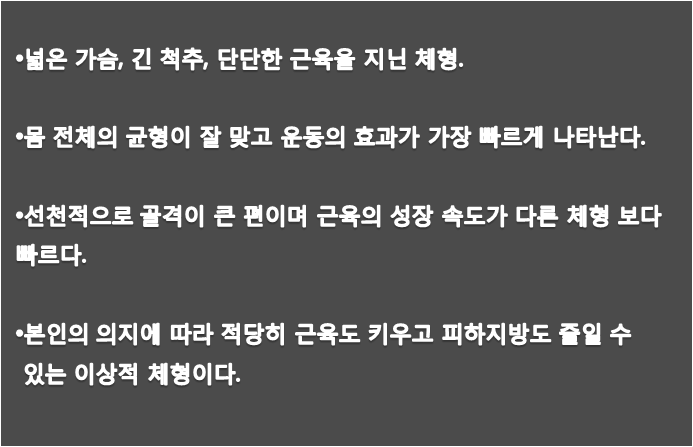 •넓은 가슴, 긴 척추, 단단한 근육을 지닌 체형.
•몸 전체의 균형이 잘 맞고 운동의 효과가 가장 빠르게 나타난다.
•선천적으로 골격이 큰 편이며 근육의 성장 속도가 다른 체형 보다
빠르다.
•본인의 의지에 따라 적당히 근육도 키우고 피하지방도 줄일 수
있는 이상적 체형이다.